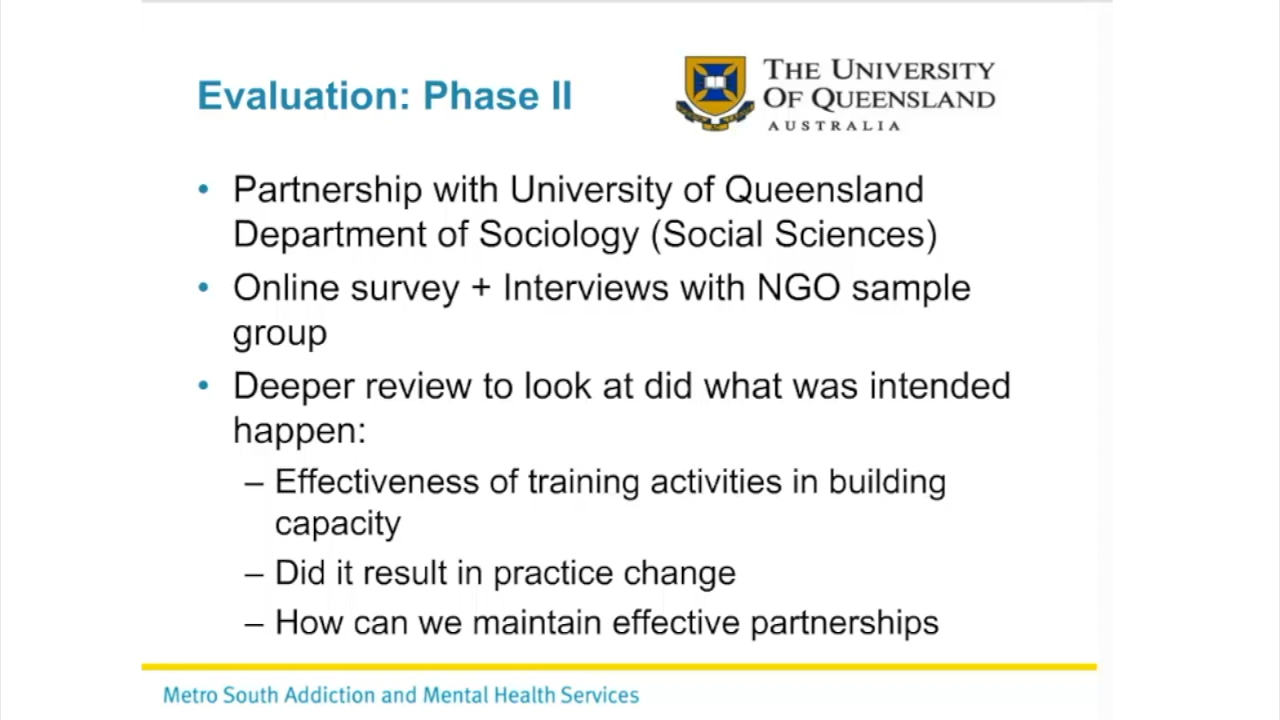 Evaluation: Phase II
THE UNIVERSITY
OF QUEENSLAND
AUSTRALIA
• Partnership with University of Queensland
Department of Sociology (Social Sciences)
• Online survey + Interviews with NGO sample
group
• Deeper review to look at did what was intended
happen:
– Effectiveness of training activities in building
capacity
– Did it result in practice change
– How can we maintain effective partnerships
Metro South Addiction and Mental Health Services